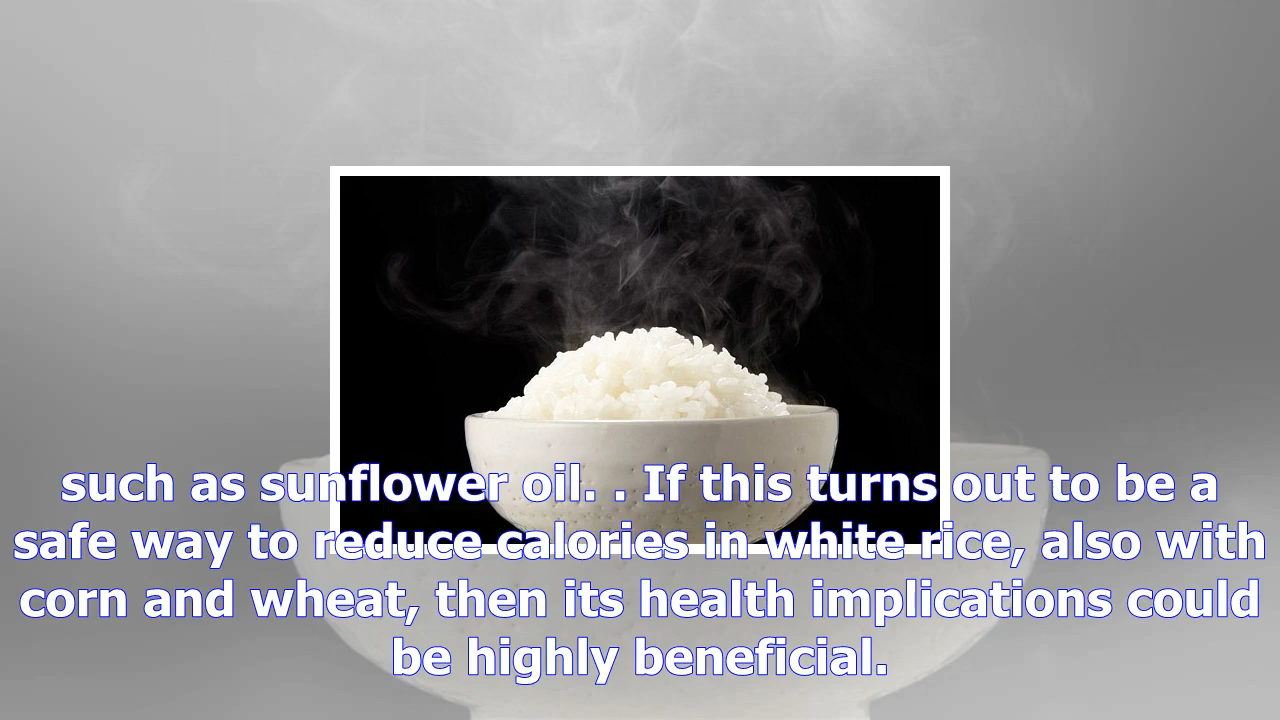 such as sunflower oil. . If this turns out to be a
safe way to reduce calories in white rice, also with
corn and wheat, then its health implications could
be highly beneficial.